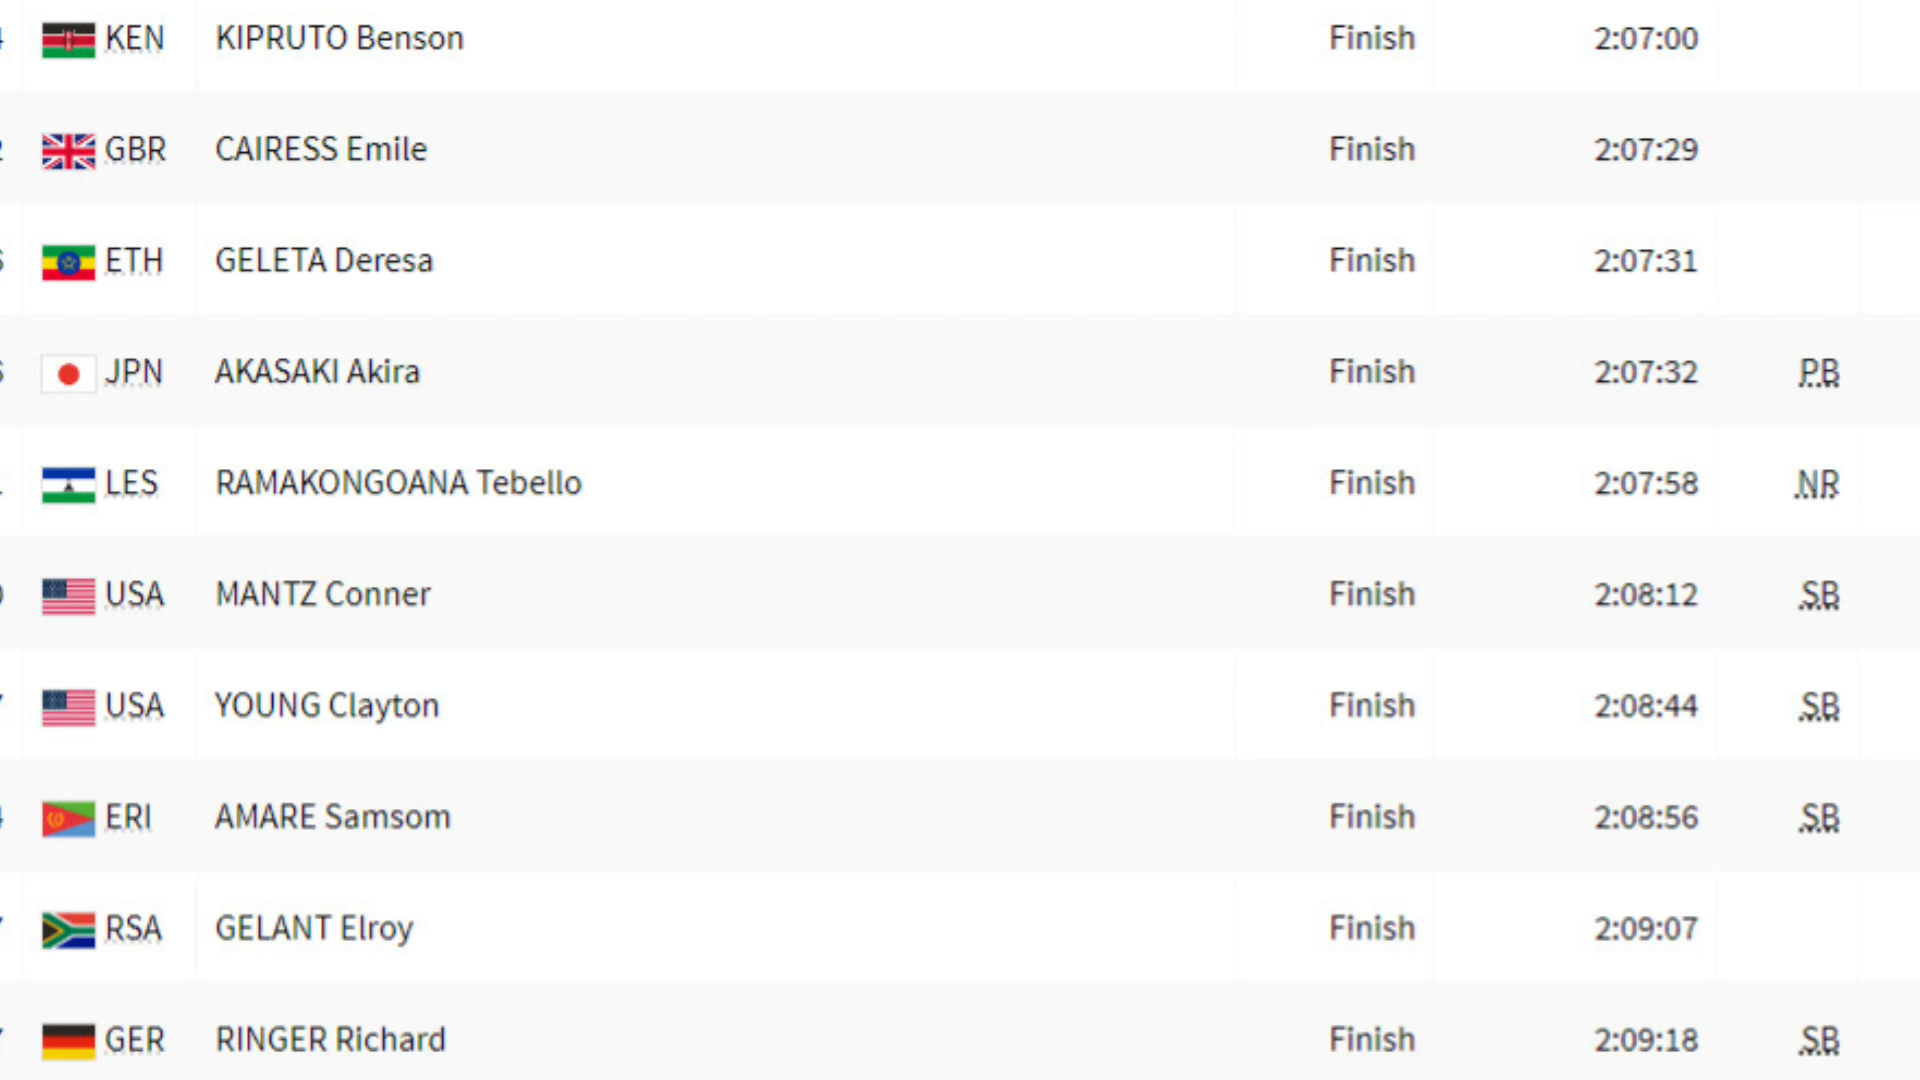 KEN KIPRUTO Benson Finish 2:07:00
GBR CAIRESS Emile Finish 2:07:29
ETH GELETA Deresa Finish 2:07:31
JPN AKASAKI Akira Finish 2:07:32 PB
LES RAMAKONGOANA Tebello Finish 2:07:58 NR
USA MANTZ Conner Finish 2:08:12 SB
USA YOUNG Clayton Finish 2:08:44 SB
ERI AMARE Samsom Finish 2:08:56 SB
RSA GELANT Elroy Finish 2:09:07
GER RINGER Richard Finish 2:09:18 SB